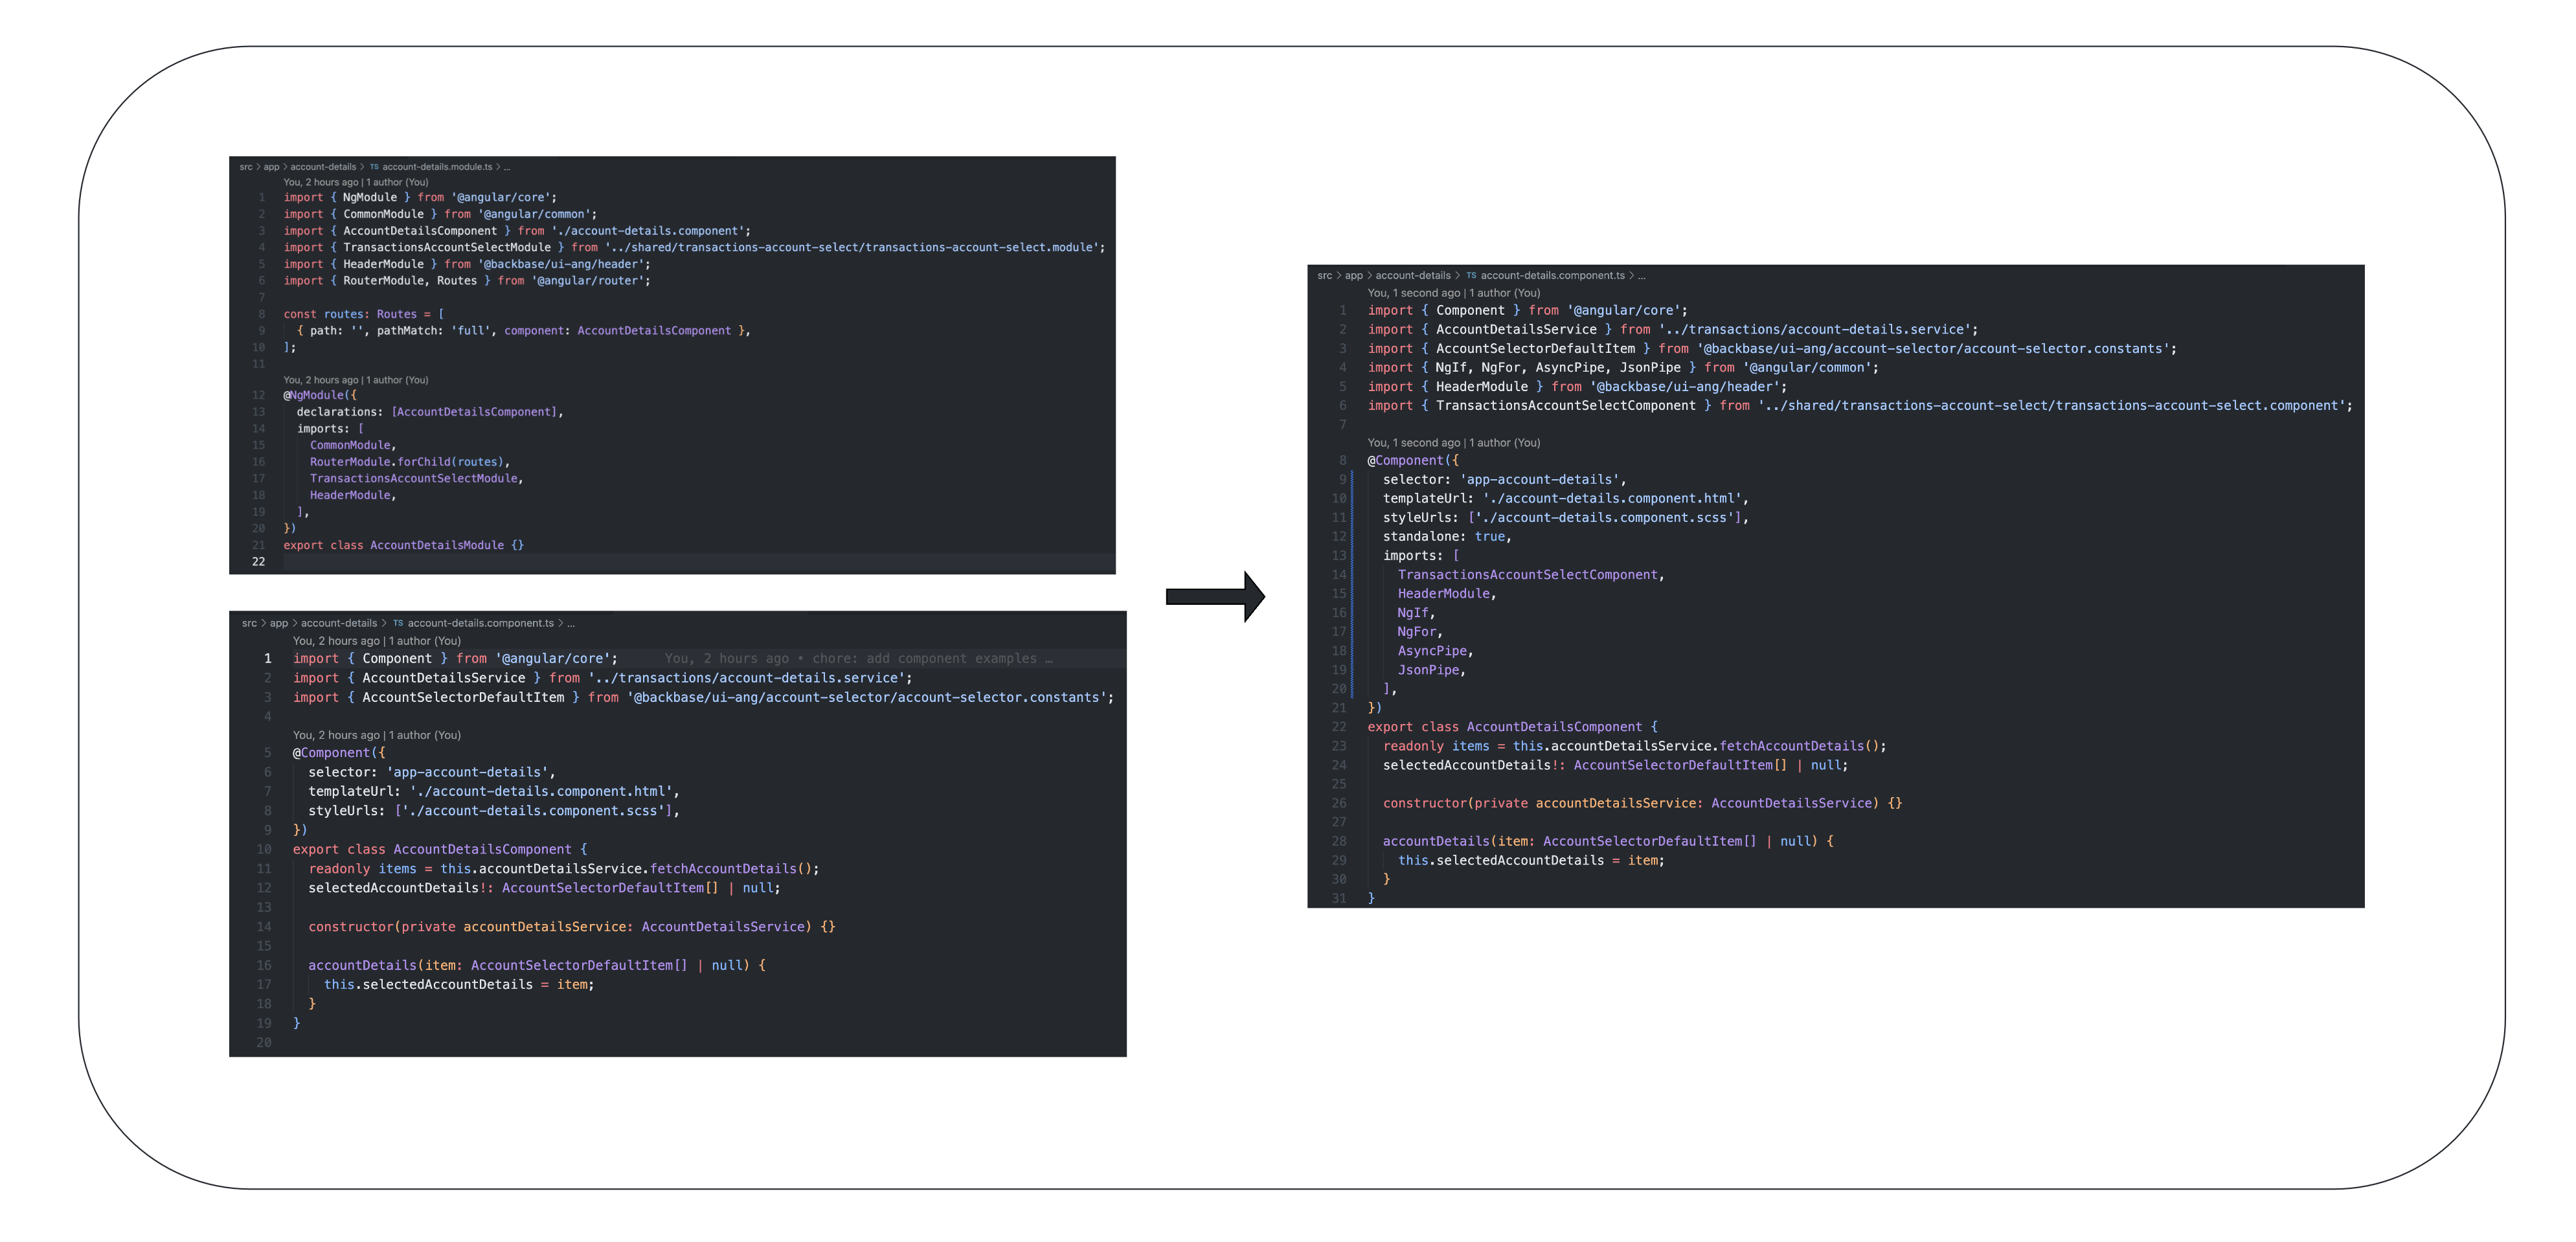 src > app > account-details > TS account-details.module.ts > ...
You, 2 hours ago | 1 author (You)
1 import { NgModule } from '@angular/core';
2 import { CommonModule } from '@angular/common';
3 import { AccountDetailsComponent } from './account-details.component';
4 import { TransactionsAccountSelectModule } from '../shared/transactions-account-select/transactions-account-select.module';
5 import { HeaderModule } from '@backbase/ui-ang/header';
6 import { RouterModule, Routes } from '@angular/router';
7
8 const routes: Routes = [
9 { path: '', pathMatch: 'full', component: AccountDetailsComponent },
10 ];
11
You, 2 hours ago | 1 author (You)
12 @NgModule({
13 declarations: [AccountDetailsComponent],
14 imports: [
15 CommonModule,
16 RouterModule.forChild(routes),
17 TransactionsAccountSelectModule,
18 HeaderModule,
19 ],
20 })
21 export class AccountDetailsModule {}
22
src > app > account-details > TS account-details.component.ts > ...
You, 2 hours ago | 1 author (You)
1 import { Component } from '@angular/core'; You, 2 hours ago • chore: add component examples …
2 import { AccountDetailsService } from '../transactions/account-details.service';
3 import { AccountSelectorDefaultItem } from '@backbase/ui-ang/account-selector/account-selector.constants';
4
You, 2 hours ago | 1 author (You)
5 @Component({
6 selector: 'app-account-details',
7 templateUrl: './account-details.component.html',
8 styleUrls: ['./account-details.component.scss'],
9 })
10 export class AccountDetailsComponent {
11 readonly items = this.accountDetailsService.fetchAccountDetails();
12 selectedAccountDetails!: AccountSelectorDefaultItem[] | null;
13
14 constructor(private accountDetailsService: AccountDetailsService) {}
15
16 accountDetails(item: AccountSelectorDefaultItem[] | null) {
17 this.selectedAccountDetails = item;
18 }
19 }
20
src > app > account-details > TS account-details.component.ts > ...
You, 1 second ago | 1 author (You)
1 import { Component } from '@angular/core';
2 import { AccountDetailsService } from '../transactions/account-details.service';
3 import { AccountSelectorDefaultItem } from '@backbase/ui-ang/account-selector/account-selector.constants';
4 import { NgIf, NgFor, AsyncPipe, JsonPipe } from '@angular/common';
5 import { HeaderModule } from '@backbase/ui-ang/header';
6 import { TransactionsAccountSelectComponent } from '../shared/transactions-account-select/transactions-account-select.component';
7
You, 1 second ago | 1 author (You)
8 @Component({
9 selector: 'app-account-details',
10 templateUrl: './account-details.component.html',
11 styleUrls: ['./account-details.component.scss'],
12 standalone: true,
13 imports: [
14 TransactionsAccountSelectComponent,
15 HeaderModule,
16 NgIf,
17 NgFor,
18 AsyncPipe,
19 JsonPipe,
20 ],
21 })
22 export class AccountDetailsComponent {
23 readonly items = this.accountDetailsService.fetchAccountDetails();
24 selectedAccountDetails!: AccountSelectorDefaultItem[] | null;
25
26 constructor(private accountDetailsService: AccountDetailsService) {}
27
28 accountDetails(item: AccountSelectorDefaultItem[] | null) {
29 this.selectedAccountDetails = item;
30 }
31 }